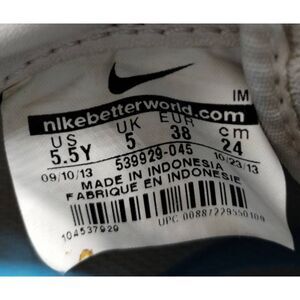 IM
nikebetterworld.com
US UK EUR cm
5.5Y 5 38 24
539929-045
09/10/13 10/23/13
MADE IN INDONESIA
FABRIQUE EN INDONESIE
104537929
UPC